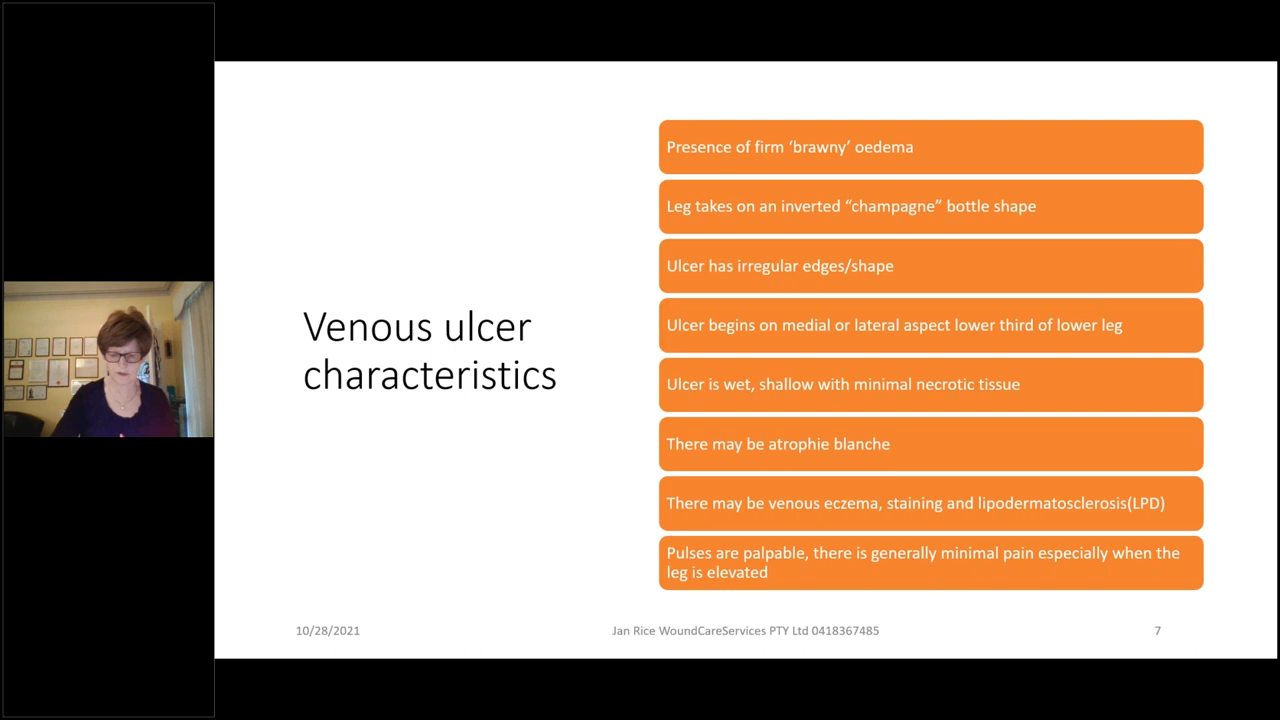 Venous ulcer
characteristics
Presence of firm ‘brawny’ oedema
Leg takes on an inverted “champagne” bottle shape
Ulcer has irregular edges/shape
Ulcer begins on medial or lateral aspect lower third of lower leg
Ulcer is wet, shallow with minimal necrotic tissue
There may be atrophie blanche
There may be venous eczema, staining and lipodermatosclerosis(LPD)
Pulses are palpable, there is generally minimal pain especially when the
leg is elevated
10/28/2021
Jan Rice WoundCareServices PTY Ltd 0418367485
7